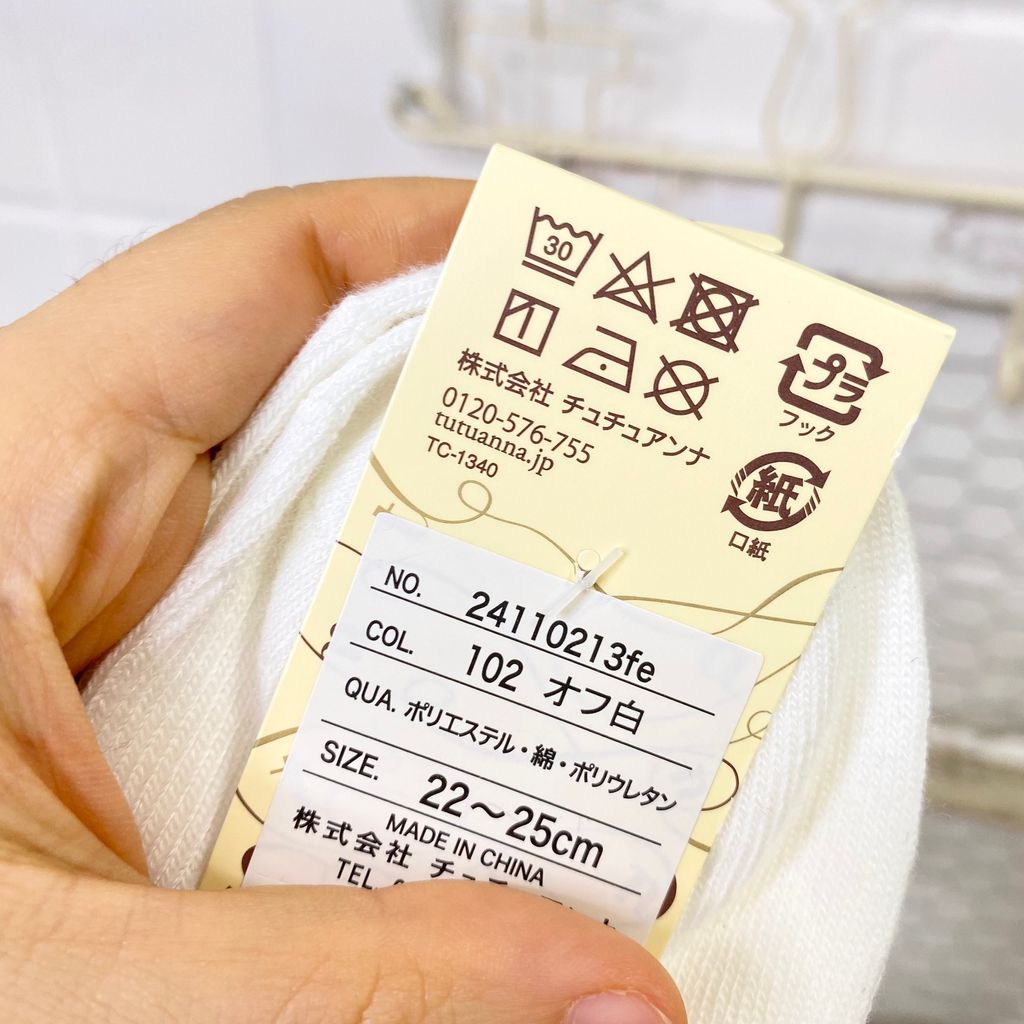 30
株式会社 チュチュアンナ
0120-576-755
tutuanna.jp
TC-1340
プラ
フック
紙
口紙
NO. 24110213fe
COL. 102 オフ白
QUA. ポリエステル・綿・ポリウレタン
SIZE. 22～25cm
MADE IN CHINA
株式会社
TEL.